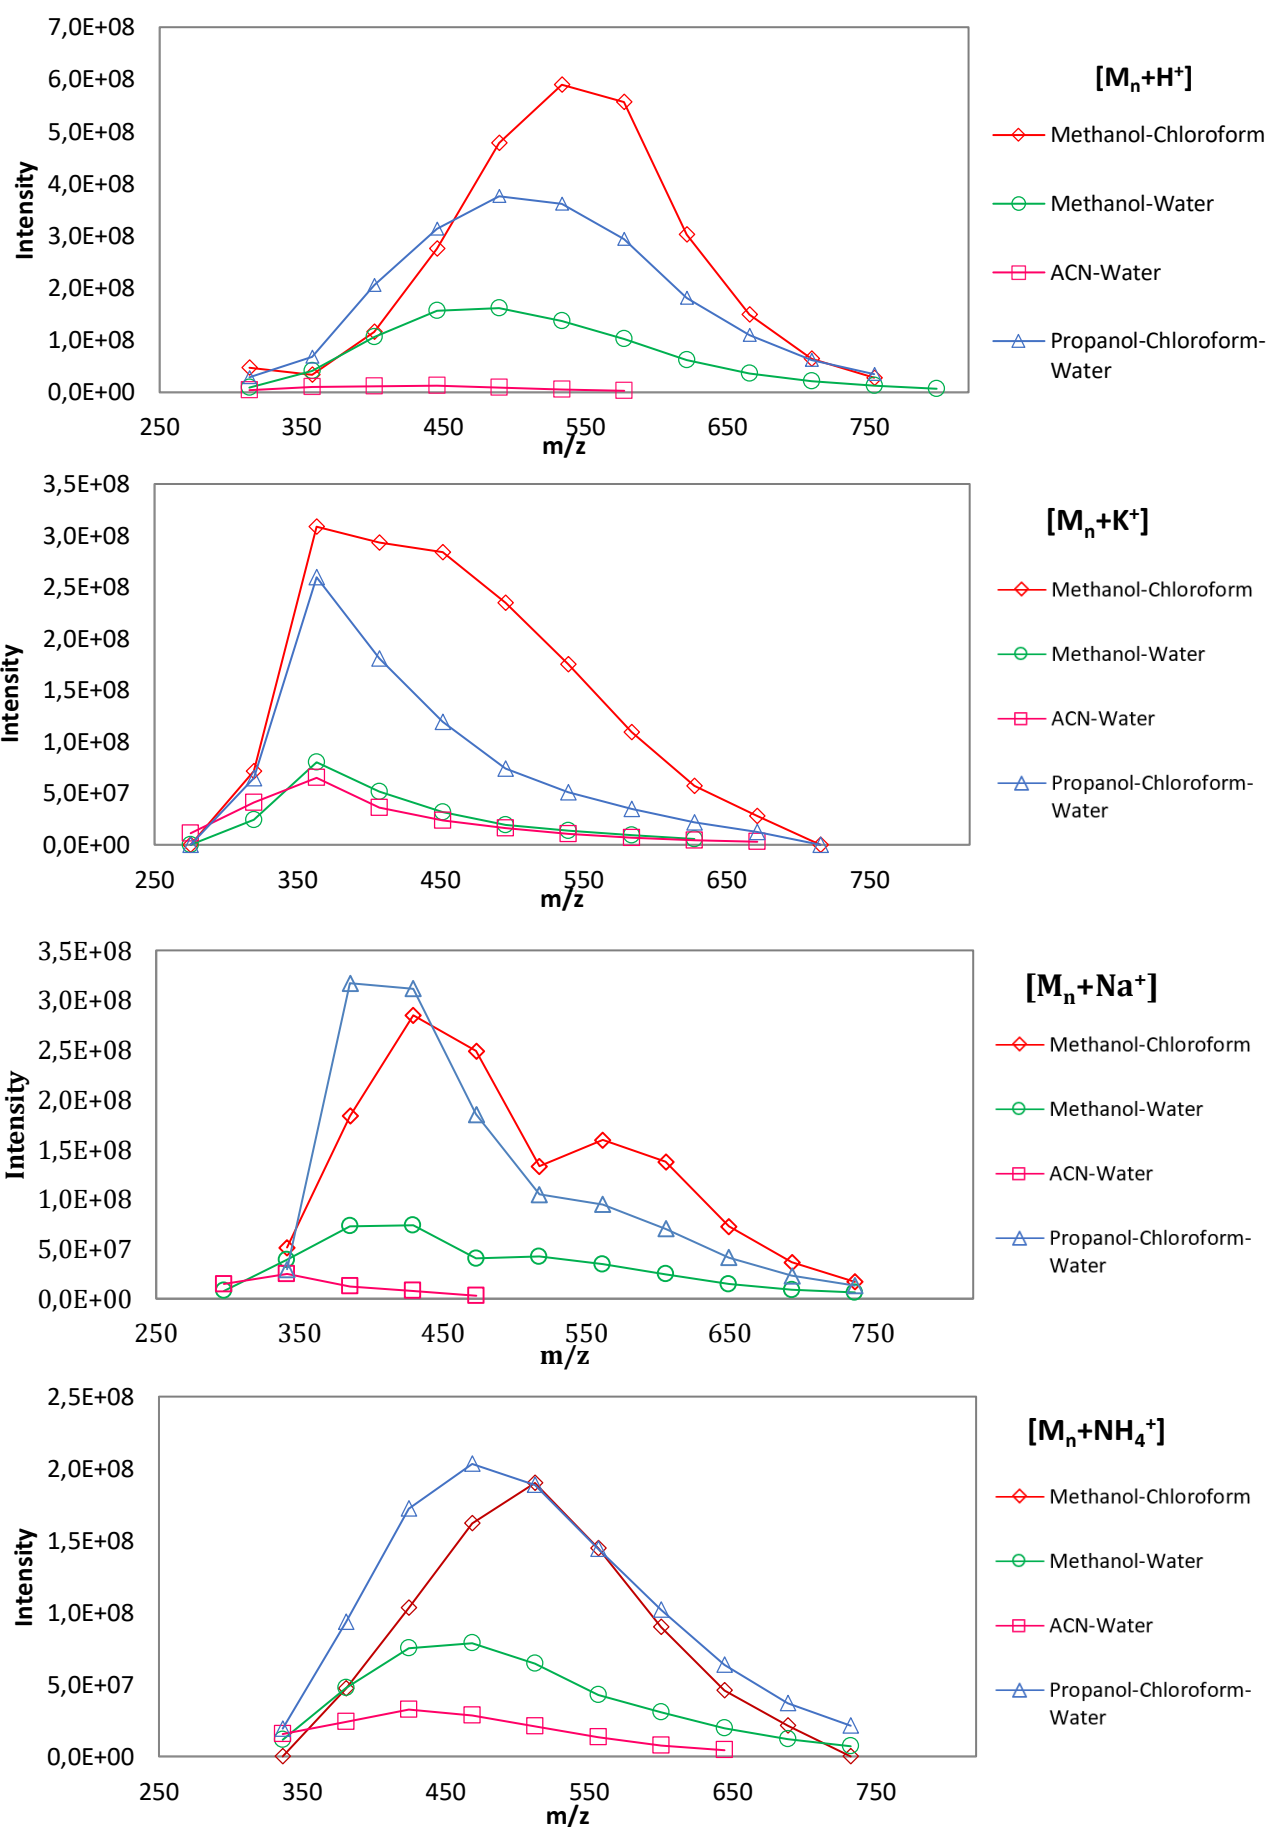 7,0E+08
6,0E+08
5,0E+08
4,0E+08
3,0E+08
2,0E+08
1,0E+08
0,0E+00
Intensity
250 350 450 550 650 750
m/z
[Mn+H+]
Methanol-Chloroform
Methanol-Water
ACN-Water
Propanol-Chloroform-
Water
3,5E+08
3,0E+08
2,5E+08
2,0E+08
1,5E+08
1,0E+08
5,0E+07
0,0E+00
Intensity
250 350 450 550 650 750
m/z
[Mn+K+]
Methanol-Chloroform
Methanol-Water
ACN-Water
Propanol-Chloroform-
Water
3,5E+08
3,0E+08
2,5E+08
2,0E+08
1,5E+08
1,0E+08
5,0E+07
0,0E+00
Intensity
250 350 450 550 650 750
m/z
[Mn+Na+]
Methanol-Chloroform
Methanol-Water
ACN-Water
Propanol-Chloroform-
Water
2,5E+08
2,0E+08
1,5E+08
1,0E+08
5,0E+07
0,0E+00
Intensity
250 350 450 550 650 750
m/z
[Mn+NH4+]
Methanol-Chloroform
Methanol-Water
ACN-Water
Propanol-Chloroform-
Water